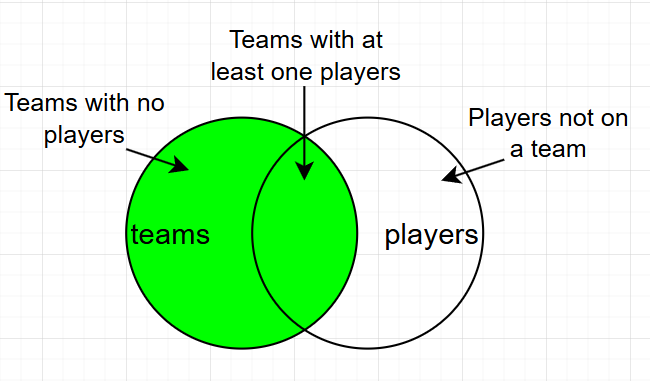 Teams with at
least one players
Teams with no
players
Players not on
a team
teams
players